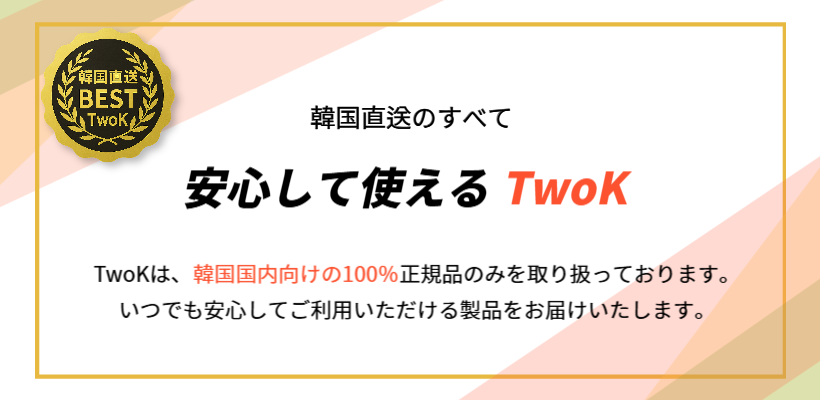 韓国直送
BEST
TwoK
韓国直送のすべて
安心して使える TwoK
TwoKは、韓国国内向けの100%正規品のみを取り扱っております。
いつでも安心してご利用いただける製品をお届けいたします。